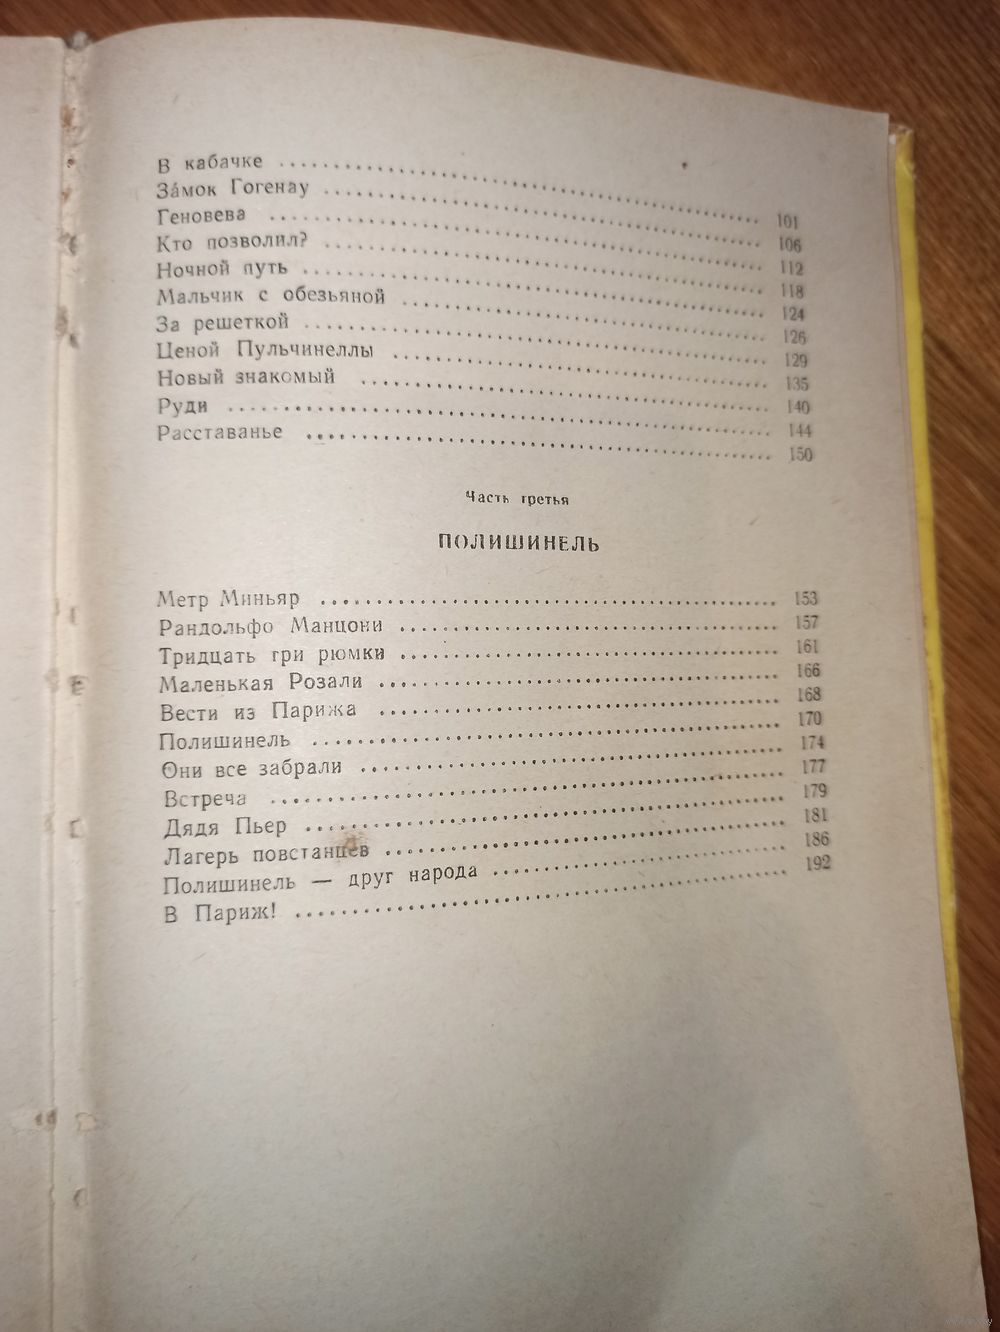 В кабачке 101
За́мок Гогенау 106
Геновева 112
Кто позволил? 118
Ночной путь 124
Мальчик с обезьяной 126
За решеткой 129
Ценой Пульчинеллы 135
Новый знакомый 140
Руди 144
Расставанье 150
Часть третья
ПОЛИШИНЕЛЬ
Метр Миньяр 153
Рандольфо Манцони 157
Тридцать три рюмки 161
Маленькая Розали 166
Вести из Парижа 168
Полишинель 170
Они все забрали 174
Встреча 177
Дядя Пьер 179
Лагерь повстанцев 181
Полишинель — друг народа 186
В Париж! 192